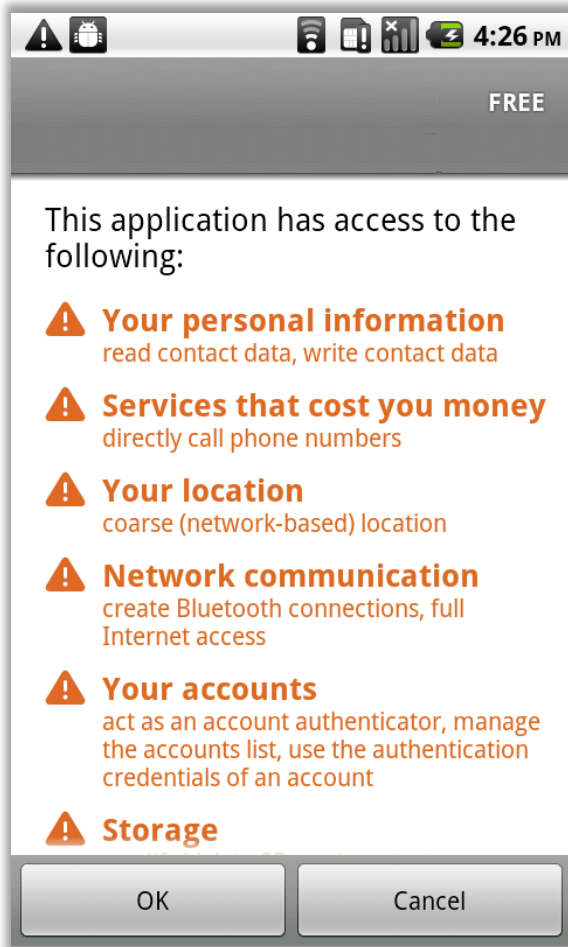 4:26 PM
FREE
This application has access to the
following:
Your personal information
read contact data, write contact data
Services that cost you money
directly call phone numbers
Your location
coarse (network-based) location
Network communication
create Bluetooth connections, full
Internet access
Your accounts
act as an account authenticator, manage
the accounts list, use the authentication
credentials of an account
Storage
OK
Cancel